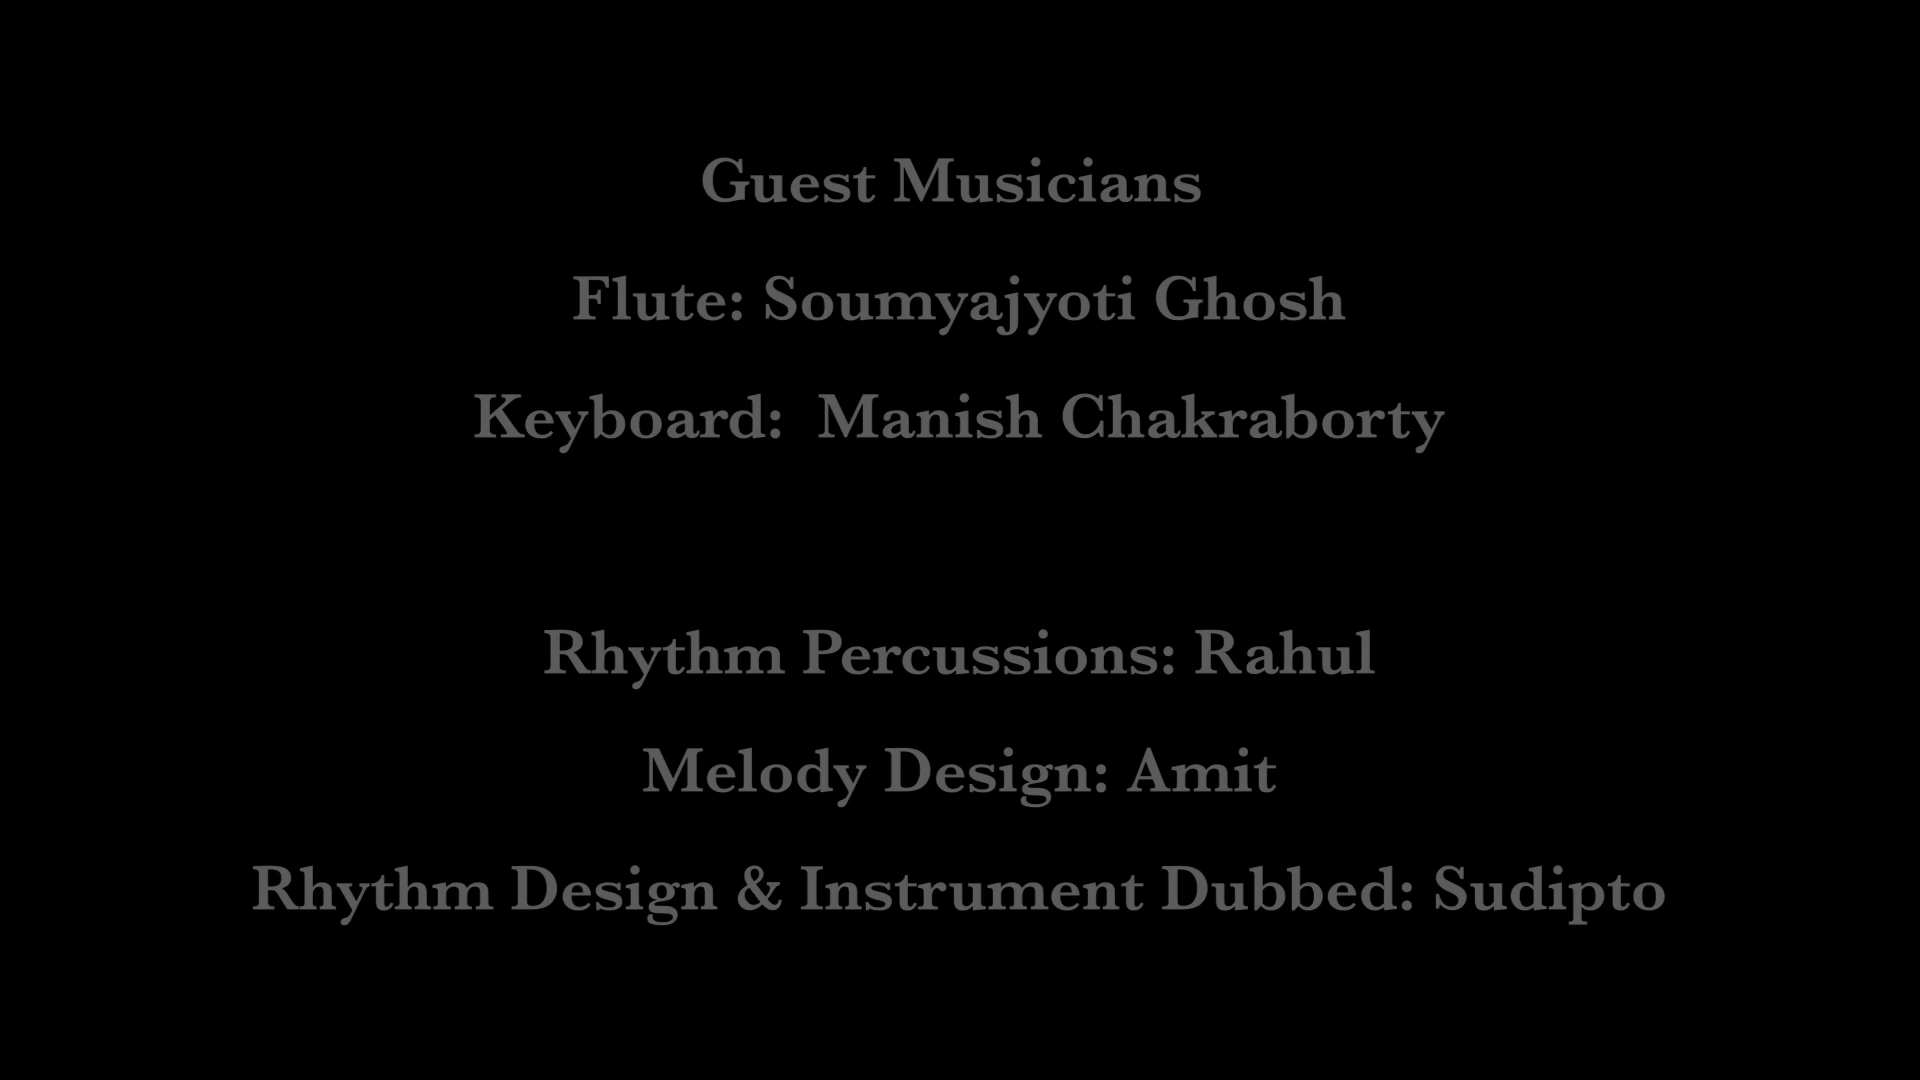 Guest Musicians
Flute: Soumyajyoti Ghosh
Keyboard:  Manish Chakraborty
Rhythm Percussions: Rahul
Melody Design: Amit
Rhythm Design & Instrument Dubbed: Sudipto